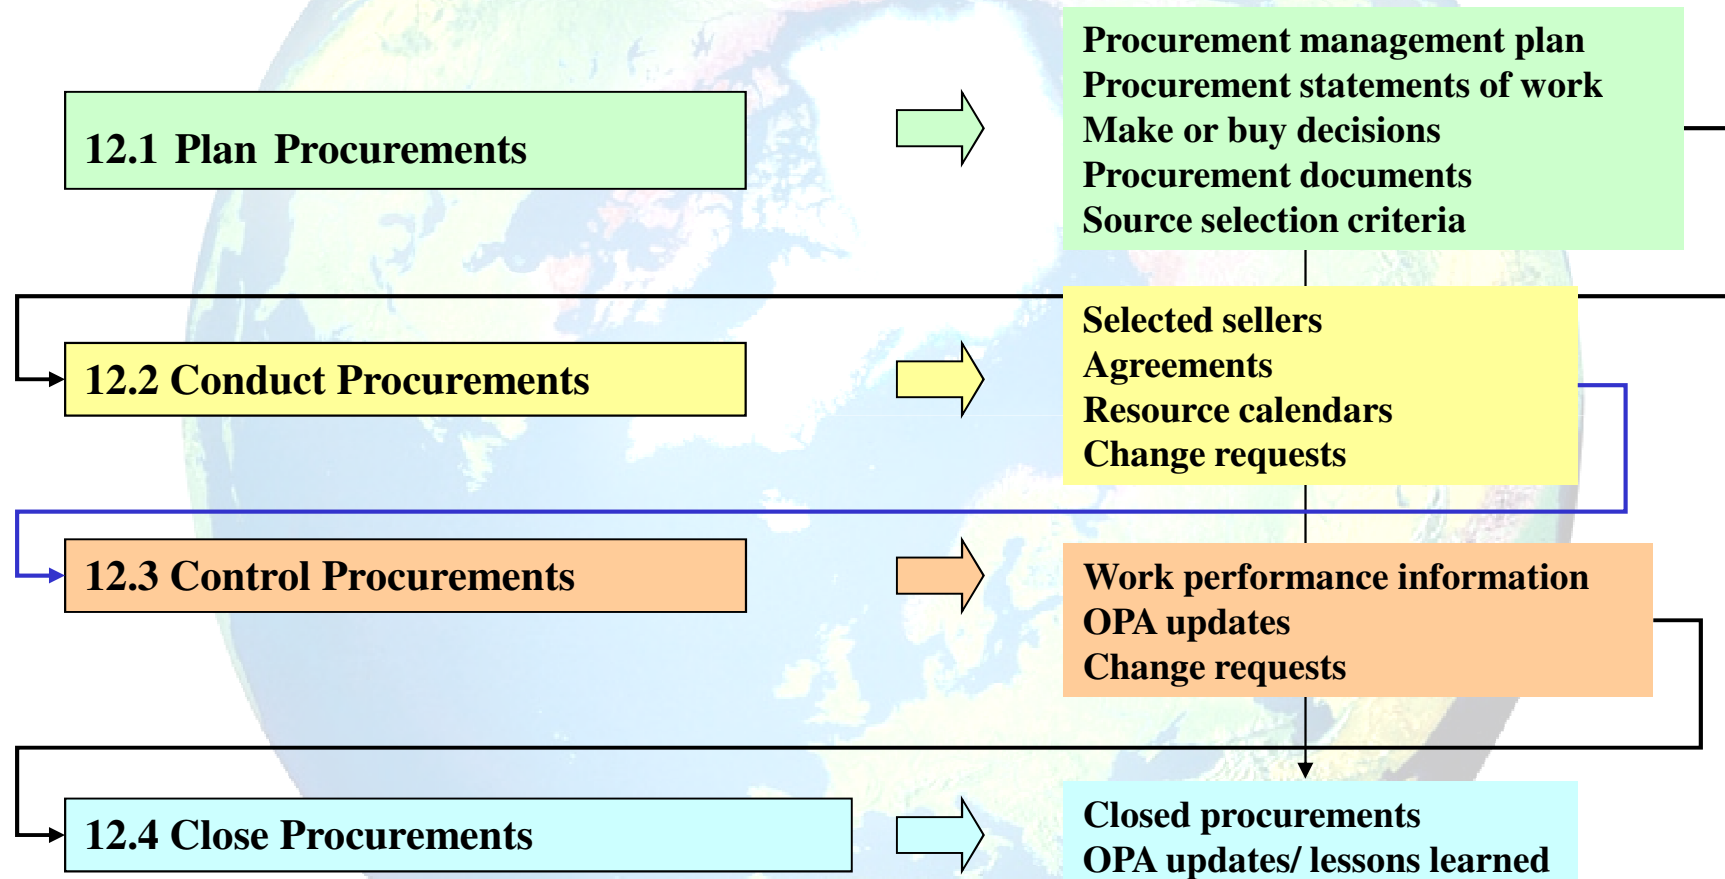 12.1 Plan Procurements
Procurement management plan
Procurement statements of work
Make or buy decisions
Procurement documents
Source selection criteria
12.2 Conduct Procurements
Selected sellers
Agreements
Resource calendars
Change requests
12.3 Control Procurements
Work performance information
OPA updates
Change requests
12.4 Close Procurements
Closed procurements
OPA updates/ lessons learned